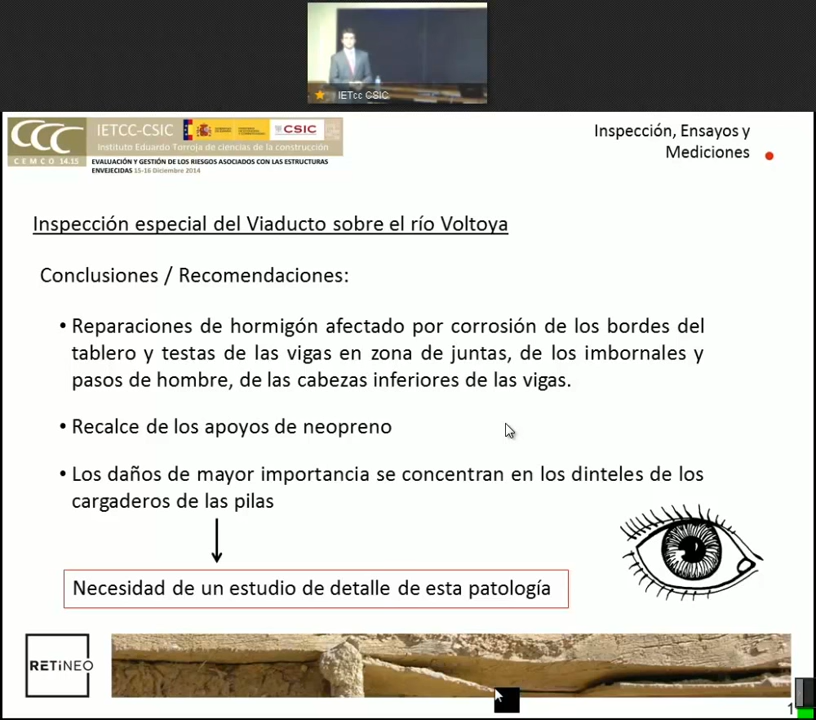 IETcc CSIC
CCC
CEMCO 14.15
IETCC-CSIC
CSIC
Instituto Eduardo Torroja de ciencias de la construcción
EVALUACIÓN Y GESTIÓN DE LOS RIESGOS ASOCIADOS CON LAS ESTRUCTURAS
ENVEJECIDAS 15-16 Diciembre 2014
Inspección, Ensayos y
Mediciones
Inspección especial del Viaducto sobre el río Voltoya
Conclusiones / Recomendaciones:
• Reparaciones de hormigón afectado por corrosión de los bordes del
tablero y testas de las vigas en zona de juntas, de los imbornales y
pasos de hombre, de las cabezas inferiores de las vigas.
• Recalce de los apoyos de neopreno
• Los daños de mayor importancia se concentran en los dinteles de los
cargaderos de las pilas
Necesidad de un estudio de detalle de esta patología
RETINEO
1